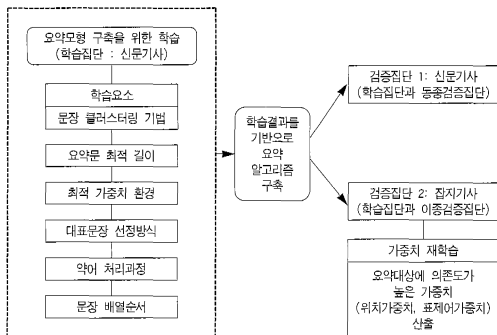 요약모형 구축을 위한 학습
(학습집단 : 신문기사)
학습요소
문장 클러스터링 기법
요약문 최적 길이
최적 가중치 환경
대표문장 선정방식
약어 처리과정
문장 배열순서
학습결과를
기반으로
요약
알고리즘
구축
검증집단 1: 신문기사
(학습집단과 동종검증집단)
검증집단 2: 잡지기사
(학습집단과 이종검증집단)
가중치 재학습
요약대상에 의존도가
높은 가중치
(위치가중치, 표제어가중치)
산출